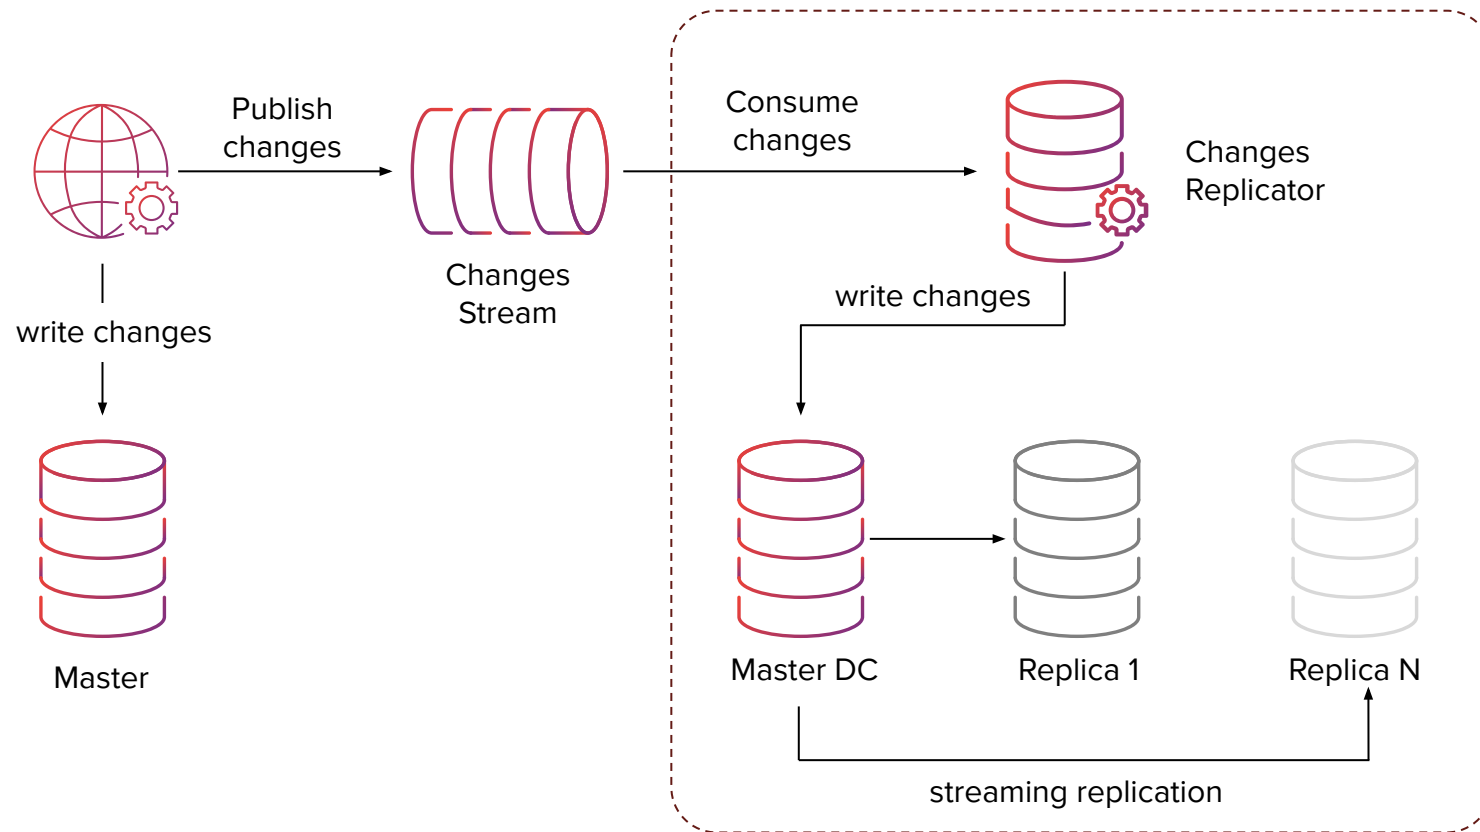 Publish
changes
Consume
changes
Changes
Replicator
Changes
Stream
write changes
write changes
Master
Master DC
Replica 1
Replica N
streaming replication